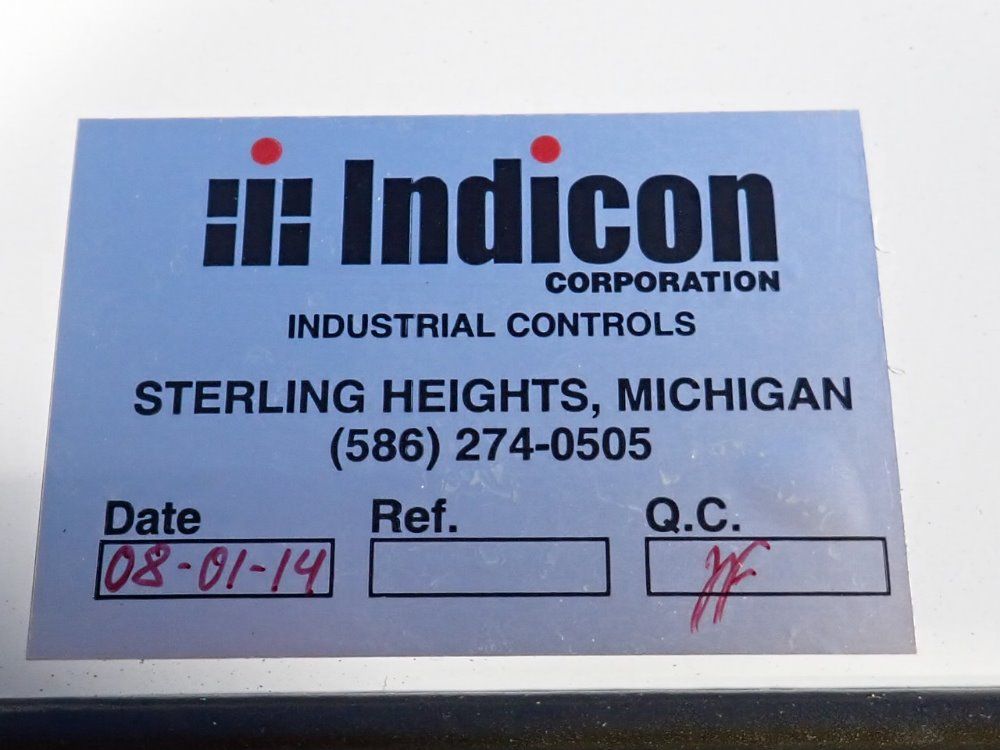 Indicon
CORPORATION
INDUSTRIAL CONTROLS
STERLING HEIGHTS, MICHIGAN
(586) 274-0505
Date Ref. Q.C.
08-01-14